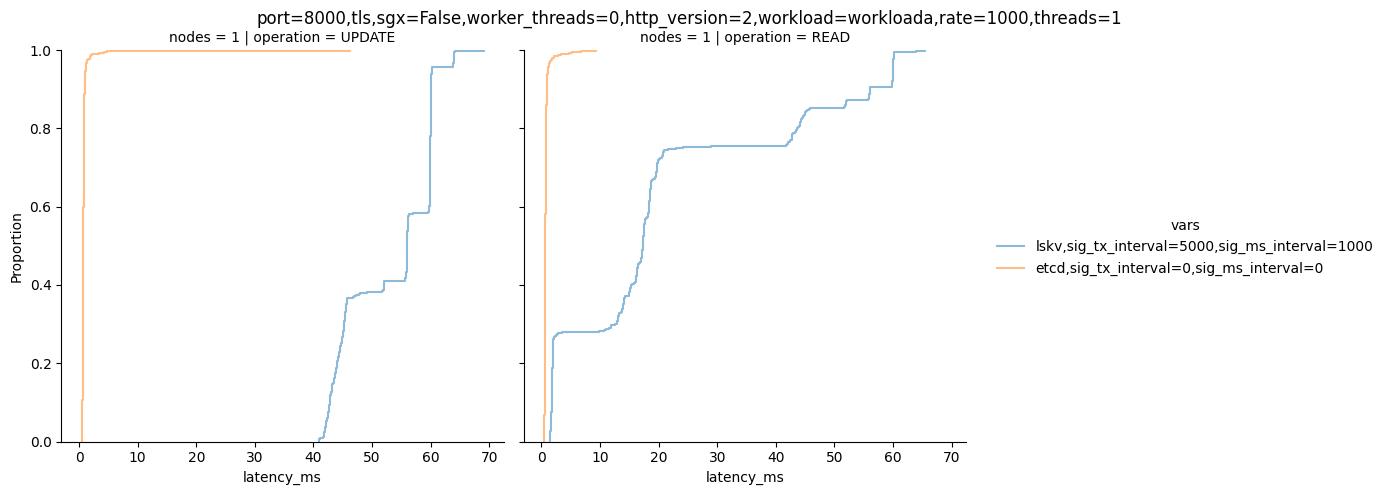 port=8000,tls,sgx=False,worker_threads=0,http_version=2,workload=workloada,rate=1000,threads=1
nodes = 1 | operation = UPDATE
nodes = 1 | operation = READ
1.0
0.8
0.6
0.4
0.2
0.0
Proportion
0 10 20 30 40 50 60 70
latency_ms
0 10 20 30 40 50 60 70
latency_ms
vars
lskv,sig_tx_interval=5000,sig_ms_interval=1000
etcd,sig_tx_interval=0,sig_ms_interval=0